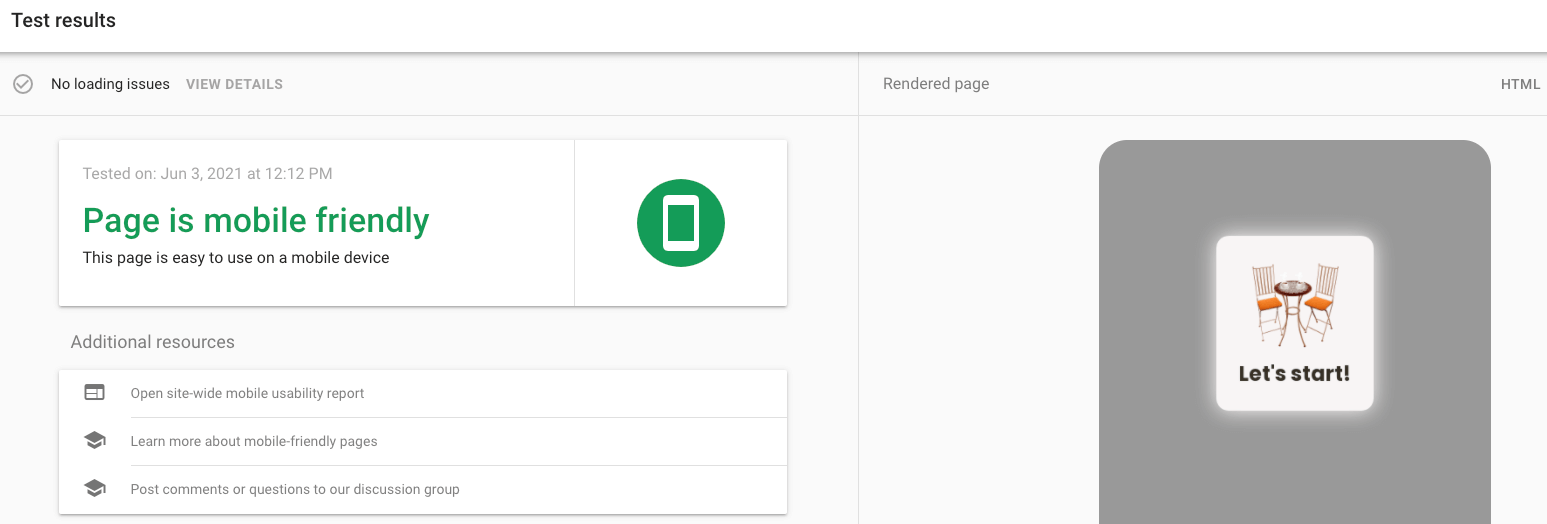 Test results
No loading issues VIEW DETAILS
Rendered page
HTML
Tested on: Jun 3, 2021 at 12:12 PM
Page is mobile friendly
This page is easy to use on a mobile device
Additional resources
Open site-wide mobile usability report
Learn more about mobile-friendly pages
Post comments or questions to our discussion group
Let's start!